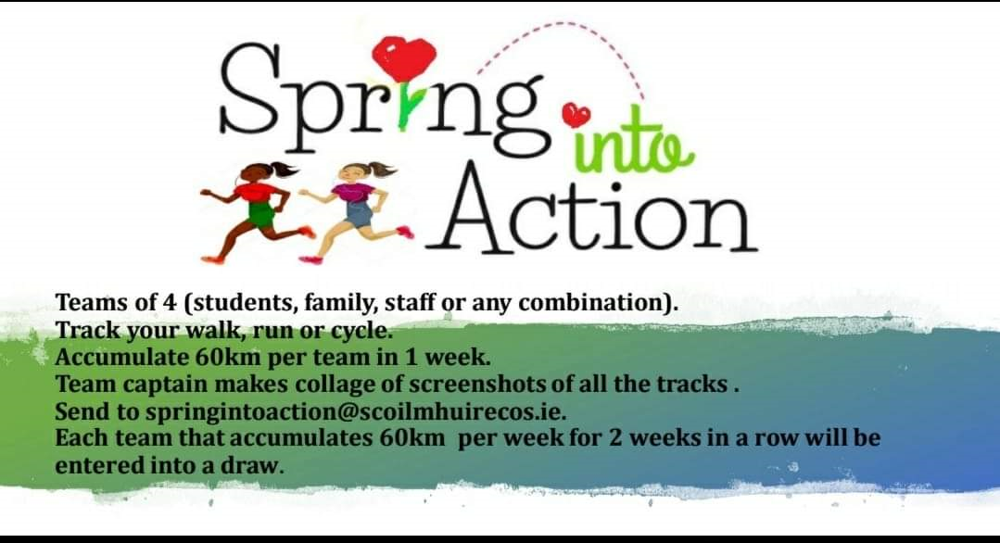 Spring
into
Action
Teams of 4 (students, family, staff or any combination).
Track your walk, run or cycle.
Accumulate 60km per team in 1 week.
Team captain makes collage of screenshots of all the tracks .
Send to springintoaction@scoilmhuirecos.ie.
Each team that accumulates 60km  per week for 2 weeks in a row will be
entered into a draw.